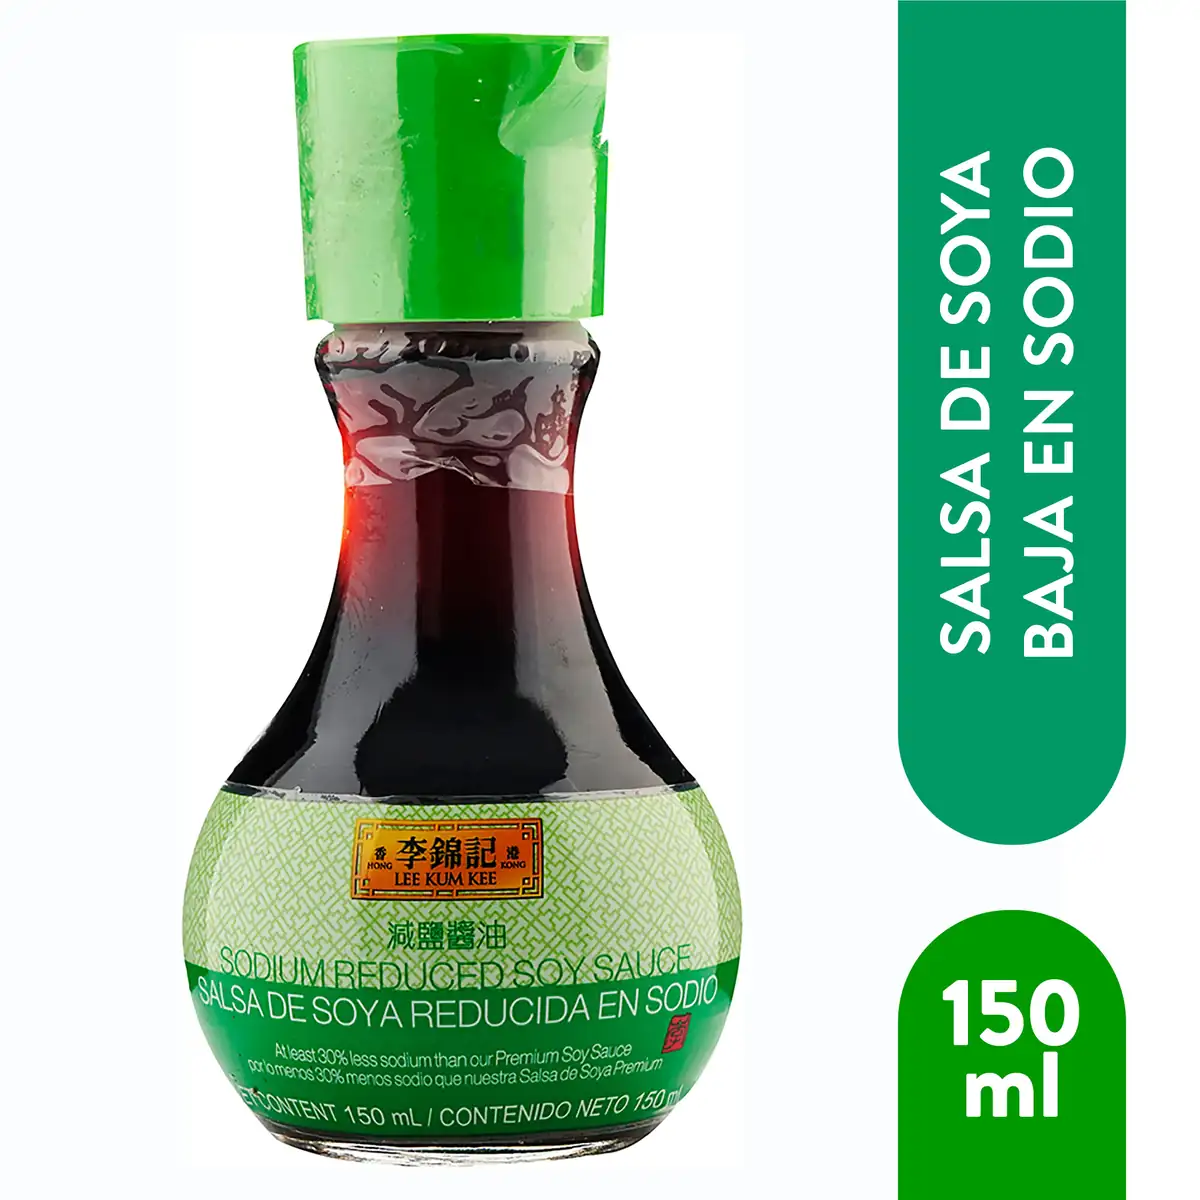 香 李錦記 港
HONG KONG
LEE KUM KEE
減鹽醬油
SODIUM REDUCED SOY SAUCE
SALSA DE SOYA REDUCIDA EN SODIO
At least 30% less sodium than our Premium Soy Sauce
por lo menos 30% menos sodio que nuestra Salsa de Soya Premium
CONTENT 150 mL / CONTENIDO NETO 150 mL
SALSA DE SOYA
BAJA EN SODIO
150
ml